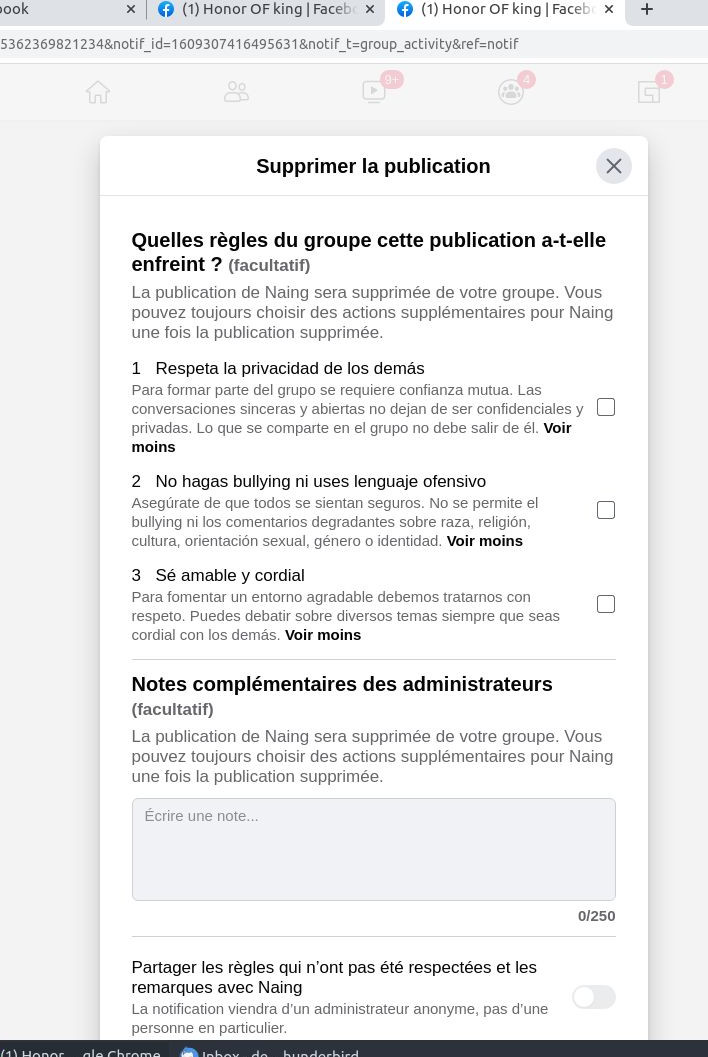 ook
(1) Honor OF king | Faceb
(1) Honor OF king | Faceb
5362369821234&notif_id=1609307416495631&notif_t=group_activity&ref=notif
9+
4
1
Supprimer la publication
Quelles règles du groupe cette publication a-t-elle
enfreint ? (facultatif)
La publication de Naing sera supprimée de votre groupe. Vous
pouvez toujours choisir des actions supplémentaires pour Naing
une fois la publication supprimée.
1 Respeta la privacidad de los demás
Para formar parte del grupo se requiere confianza mutua. Las
conversaciones sinceras y abiertas no dejan de ser confidenciales y
privadas. Lo que se comparte en el grupo no debe salir de él. Voir
moins
2 No hagas bullying ni uses lenguaje ofensivo
Asegúrate de que todos se sientan seguros. No se permite el
bullying ni los comentarios degradantes sobre raza, religión,
cultura, orientación sexual, género o identidad. Voir moins
3 Sé amable y cordial
Para fomentar un entorno agradable debemos tratarnos con
respeto. Puedes debatir sobre diversos temas siempre que seas
cordial con los demás. Voir moins
Notes complémentaires des administrateurs
(facultatif)
La publication de Naing sera supprimée de votre groupe. Vous
pouvez toujours choisir des actions supplémentaires pour Naing
une fois la publication supprimée.
Écrire une note...
0/250
Partager les règles qui n’ont pas été respectées et les
remarques avec Naing
La notification viendra d’un administrateur anonyme, pas d’une
personne en particulier.